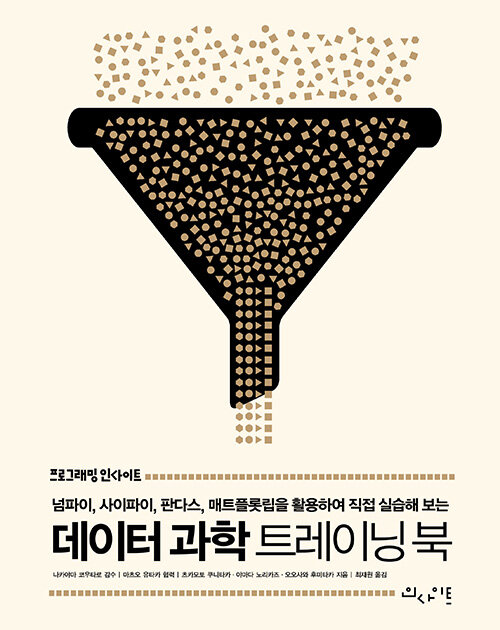 프로그래밍 인사이트
넘파이, 사이파이, 판다스, 매트플롯립을 활용하여 직접 실습해 보는
데이터 과학 트레이닝 북
나카야마 코우타로 감수 | 마츠오 유타카 협력 | 츠카모토 쿠니타카 · 야마다 노리카즈 · 오오사와 후미타카 지음 | 최재원 옮김
인사이트